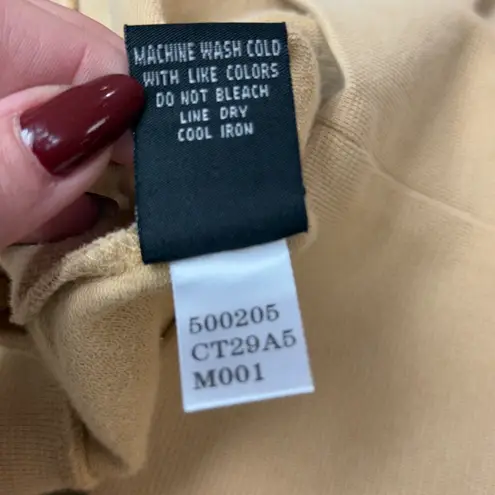 MACHINE WASH COLD
WITH LIKE COLORS
DO NOT BLEACH
LINE DRY
COOL IRON
500205
CT29A5
M001